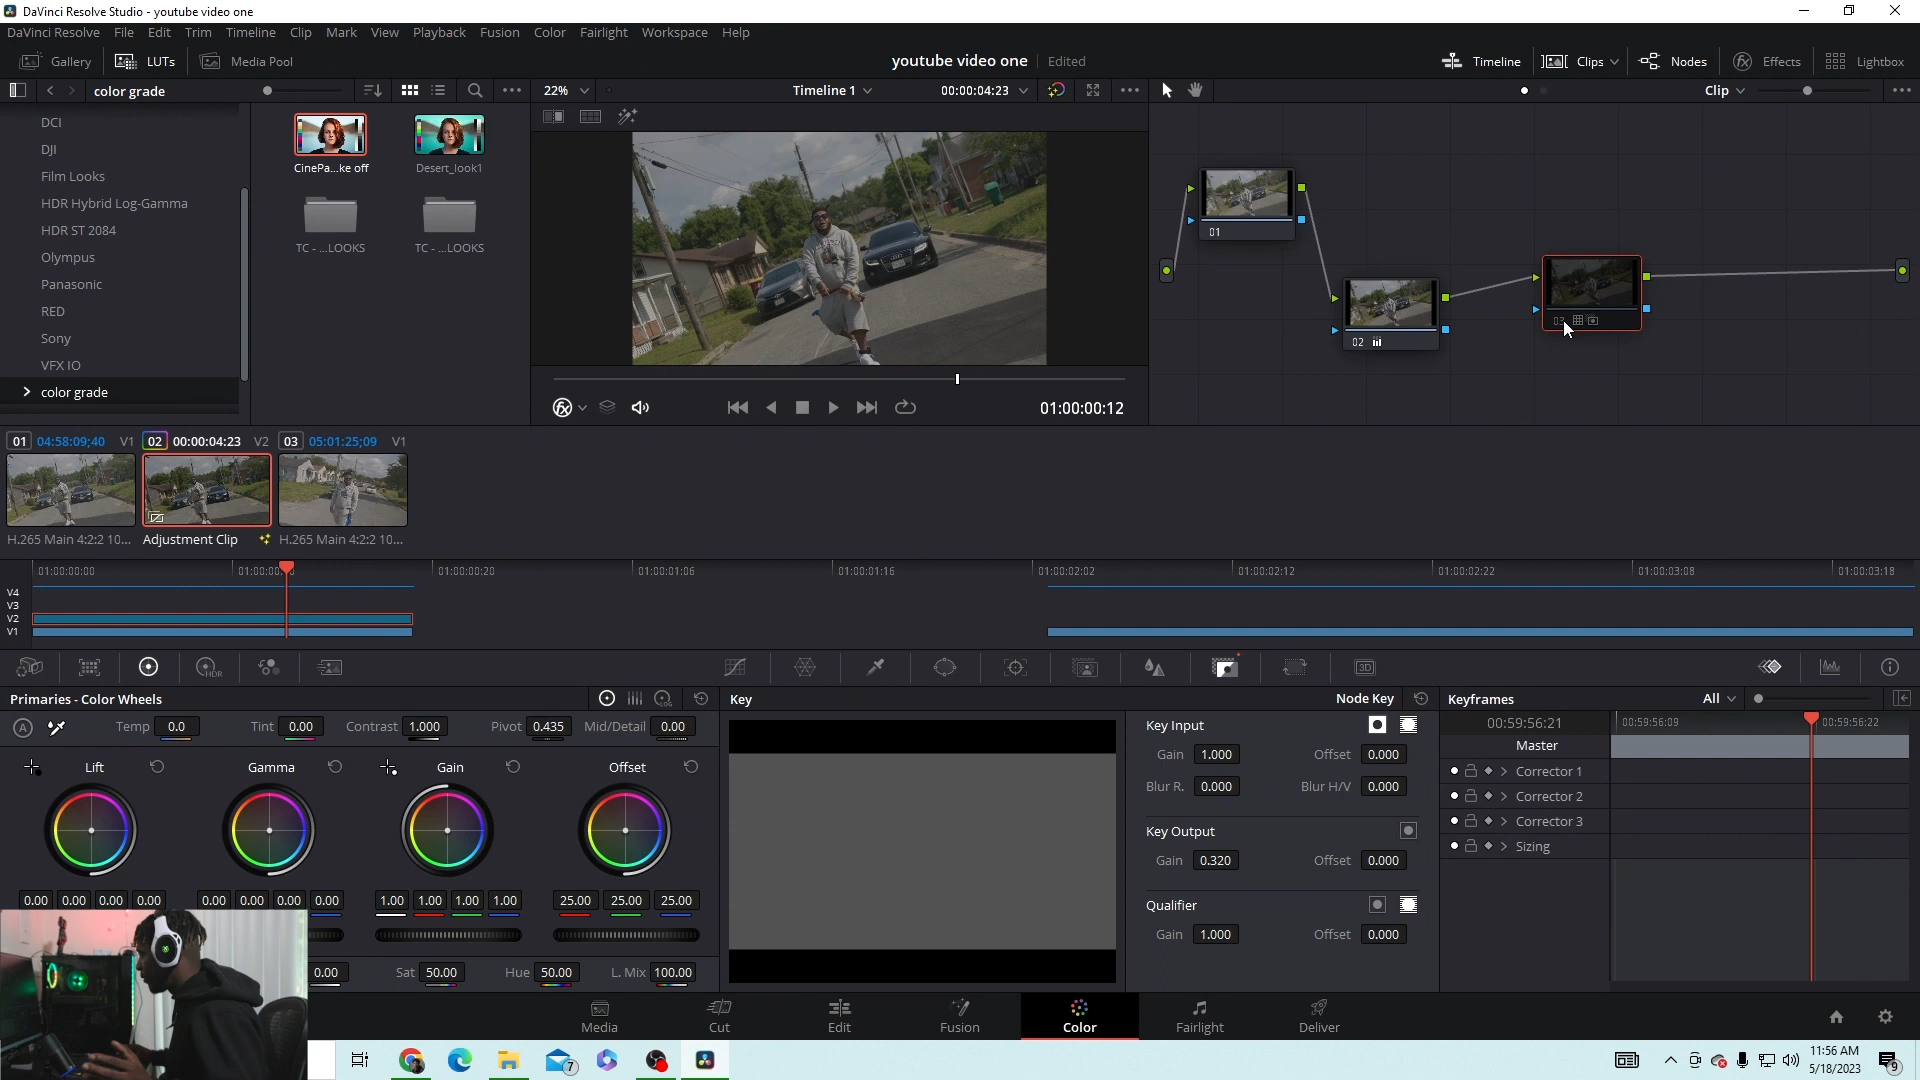 DaVinci Resolve Studio - youtube video one
DaVinci Resolve File Edit Trim Timeline Clip Mark View Playback Fusion Color Fairlight Workspace Help
Gallery LUTs Media Pool youtube video one Edited Timeline Clips Nodes Effects Lightbox
color grade 22% Timeline 1 00:00:04:23 Clip
DCI
DJI
Film Looks
HDR Hybrid Log-Gamma
HDR ST 2084
Olympus
Panasonic
RED
Sony
VFX IO
color grade
CinePa...ke off Desert_look1
TC - ...LOOKS TC - ...LOOKS
01
02
01:00:00:12
01 04:58:09;40 V1 02 00:00:04:23 V2 03 05:01:25;09 V1
H.265 Main 4:2:2 10... Adjustment Clip H.265 Main 4:2:2 10...
01:00:00:00 01:00:00:20 01:00:01:06 01:00:01:16 01:00:02:02 01:00:02:12 01:00:02:22 01:00:03:08 01:00:03:18
V4
V3
V2
V1
HDR 3D
Primaries - Color Wheels LOG Key Node Key Keyframes All
A Temp 0.0 Tint 0.00 Contrast 1.000 Pivot 0.435 Mid/Detail 0.00
Lift Gamma Gain Offset
0.00 0.00 0.00 0.00 0.00 0.00 0.00 0.00 1.00 1.00 1.00 1.00 25.00 25.00 25.00
0.00 Sat 50.00 Hue 50.00 L. Mix 100.00
Key Input
Gain 1.000 Offset 0.000
Blur R. 0.000 Blur H/V 0.000
Key Output
Gain 0.320 Offset 0.000
Qualifier
Gain 1.000 Offset 0.000
00:59:56:21 00:59:56:09 00:59:56:22
Master
Corrector 1
Corrector 2
Corrector 3
Sizing
Media Cut Edit Fusion Color Fairlight Deliver
7
11:56 AM
5/18/2023
9